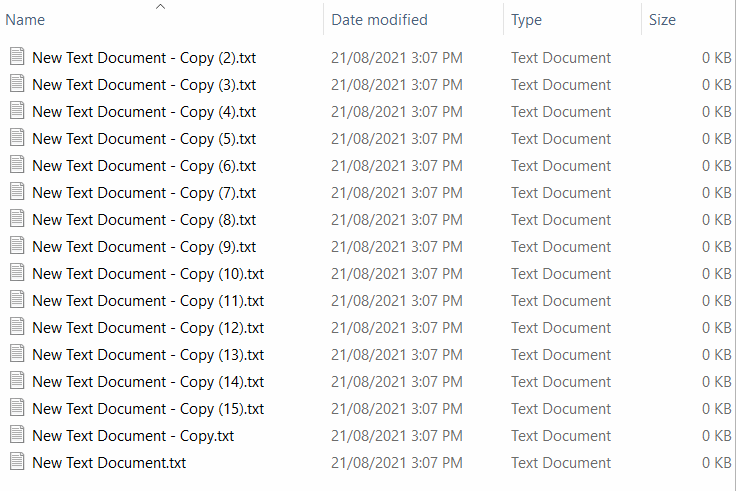 Name Date modified Type Size
New Text Document - Copy (2).txt 21/08/2021 3:07 PM Text Document 0 KB
New Text Document - Copy (3).txt 21/08/2021 3:07 PM Text Document 0 KB
New Text Document - Copy (4).txt 21/08/2021 3:07 PM Text Document 0 KB
New Text Document - Copy (5).txt 21/08/2021 3:07 PM Text Document 0 KB
New Text Document - Copy (6).txt 21/08/2021 3:07 PM Text Document 0 KB
New Text Document - Copy (7).txt 21/08/2021 3:07 PM Text Document 0 KB
New Text Document - Copy (8).txt 21/08/2021 3:07 PM Text Document 0 KB
New Text Document - Copy (9).txt 21/08/2021 3:07 PM Text Document 0 KB
New Text Document - Copy (10).txt 21/08/2021 3:07 PM Text Document 0 KB
New Text Document - Copy (11).txt 21/08/2021 3:07 PM Text Document 0 KB
New Text Document - Copy (12).txt 21/08/2021 3:07 PM Text Document 0 KB
New Text Document - Copy (13).txt 21/08/2021 3:07 PM Text Document 0 KB
New Text Document - Copy (14).txt 21/08/2021 3:07 PM Text Document 0 KB
New Text Document - Copy (15).txt 21/08/2021 3:07 PM Text Document 0 KB
New Text Document - Copy.txt 21/08/2021 3:07 PM Text Document 0 KB
New Text Document.txt 21/08/2021 3:07 PM Text Document 0 KB